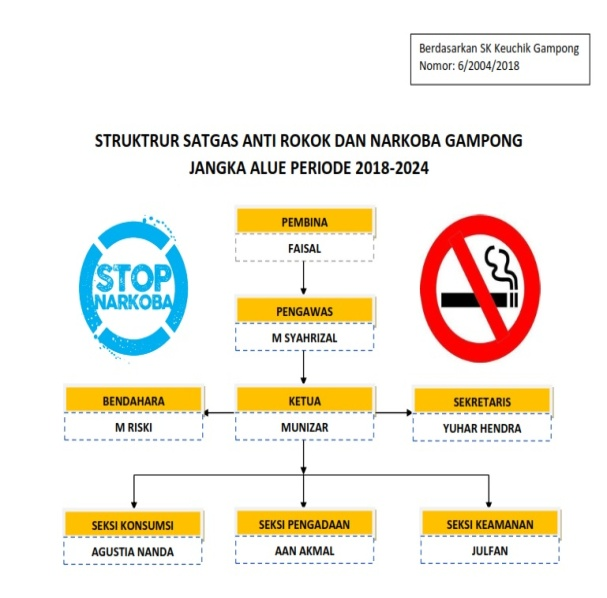 Berdasarkan SK Keuchik Gampong
Nomor: 6/2004/2018
STRUKTRUR SATGAS ANTI ROKOK DAN NARKOBA GAMPONG
JANGKA ALUE PERIODE 2018-2024
STOP
NARKOBA
PEMBINA
FAISAL
PENGAWAS
M SYAHRIZAL
BENDAHARA
M RISKI
KETUA
MUNIZAR
SEKRETARIS
YUHAR HENDRA
SEKSI KONSUMSI
AGUSTIA NANDA
SEKSI PENGADAAN
AAN AKMAL
SEKSI KEAMANAN
JULFAN